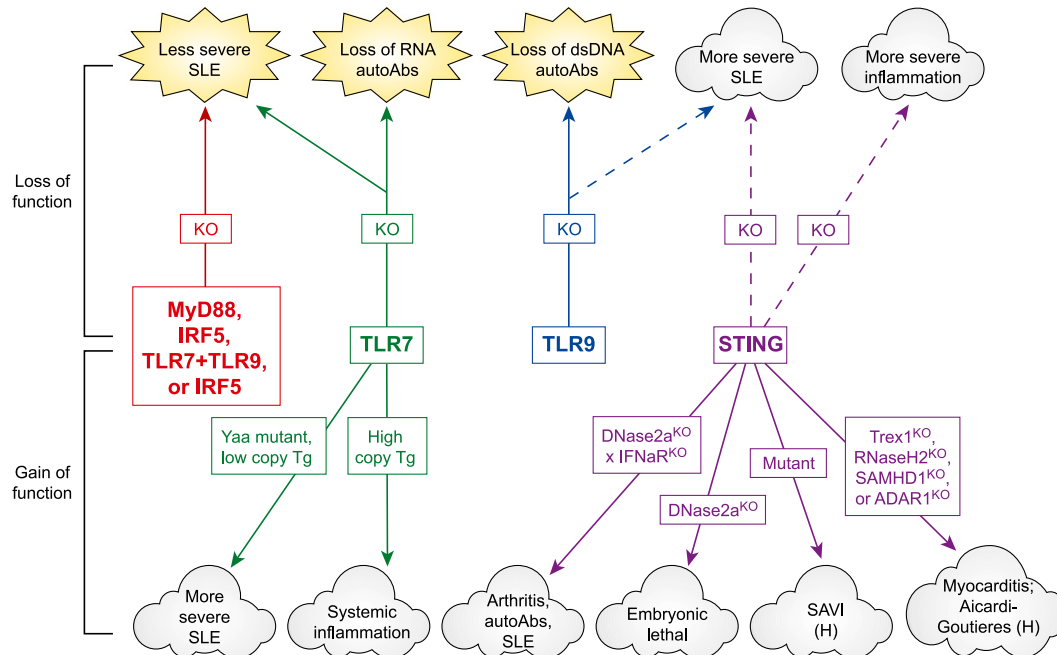 Less severe
SLE
Loss of RNA
autoAbs
Loss of dsDNA
autoAbs
More severe
SLE
More severe
inflammation
Loss of
function
KO
KO
KO
KO
KO
MyD88,
IRF5,
TLR7+TLR9,
or IRF5
TLR7
TLR9
STING
Gain of
function
Yaa mutant,
low copy Tg
High
copy Tg
DNase2aKO
x IFNaRKO
DNase2aKO
Mutant
Trex1KO,
RNaseH2KO,
SAMHD1KO,
or ADAR1KO
More
severe
SLE
Systemic
inflammation
Arthritis,
autoAbs,
SLE
Embryonic
lethal
SAVI
(H)
Myocarditis;
Aicardi-
Goutieres (H)